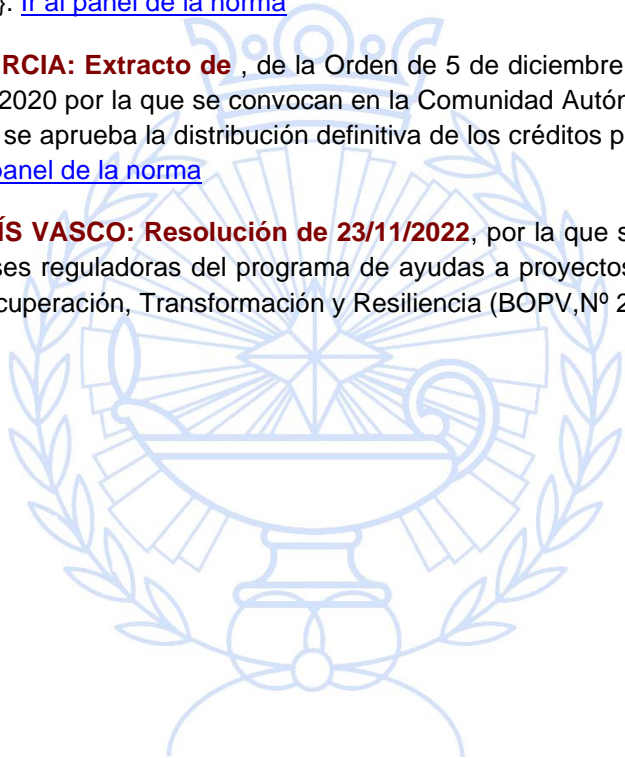 }. Ir al panel de la norma
RCIA: Extracto de , de la Orden de 5 de diciembre
2020 por la que se convocan en la Comunidad Autón
se aprueba la distribución definitiva de los créditos p
panel de la norma
ÍS VASCO: Resolución de 23/11/2022, por la que s
ses reguladoras del programa de ayudas a proyectos
cuperación, Transformación y Resiliencia (BOPV,Nº 2